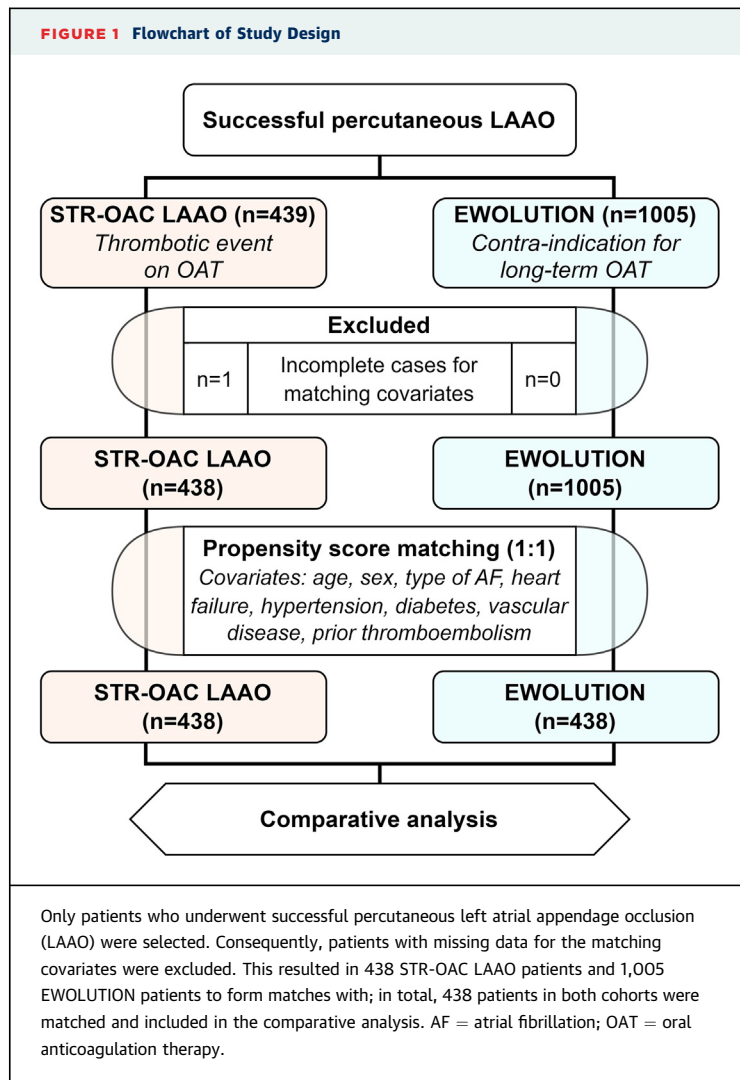 FIGURE 1 Flowchart of Study Design
Successful percutaneous LAAO
STR-OAC LAAO (n=439)
Thrombotic event
on OAT
EWOLUTION (n=1005)
Contra-indication for
long-term OAT
Excluded
n=1
Incomplete cases for
matching covariates
n=0
STR-OAC LAAO
(n=438)
EWOLUTION
(n=1005)
Propensity score matching (1:1)
Covariates: age, sex, type of AF, heart
failure, hypertension, diabetes, vascular
disease, prior thromboembolism
STR-OAC LAAO
(n=438)
EWOLUTION
(n=438)
Comparative analysis
Only patients who underwent successful percutaneous left atrial appendage occlusion
(LAAO) were selected. Consequently, patients with missing data for the matching
covariates were excluded. This resulted in 438 STR-OAC LAAO patients and 1,005
EWOLUTION patients to form matches with; in total, 438 patients in both cohorts were
matched and included in the comparative analysis. AF = atrial fibrillation; OAT = oral
anticoagulation therapy.